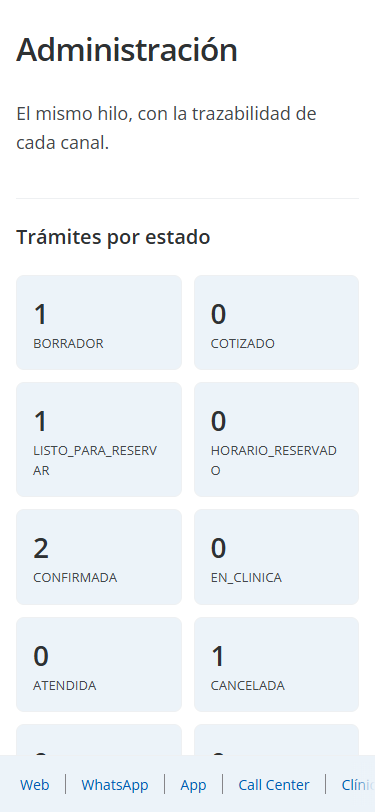 Administración
El mismo hilo, con la trazabilidad de
cada canal.
Trámites por estado
1
BORRADOR
0
COTIZADO
1
LISTO_PARA_RESERV
AR
0
HORARIO_RESERVAD
O
2
CONFIRMADA
0
EN_CLINICA
0
ATENDIDA
1
CANCELADA
Web
WhatsApp
App
Call Center